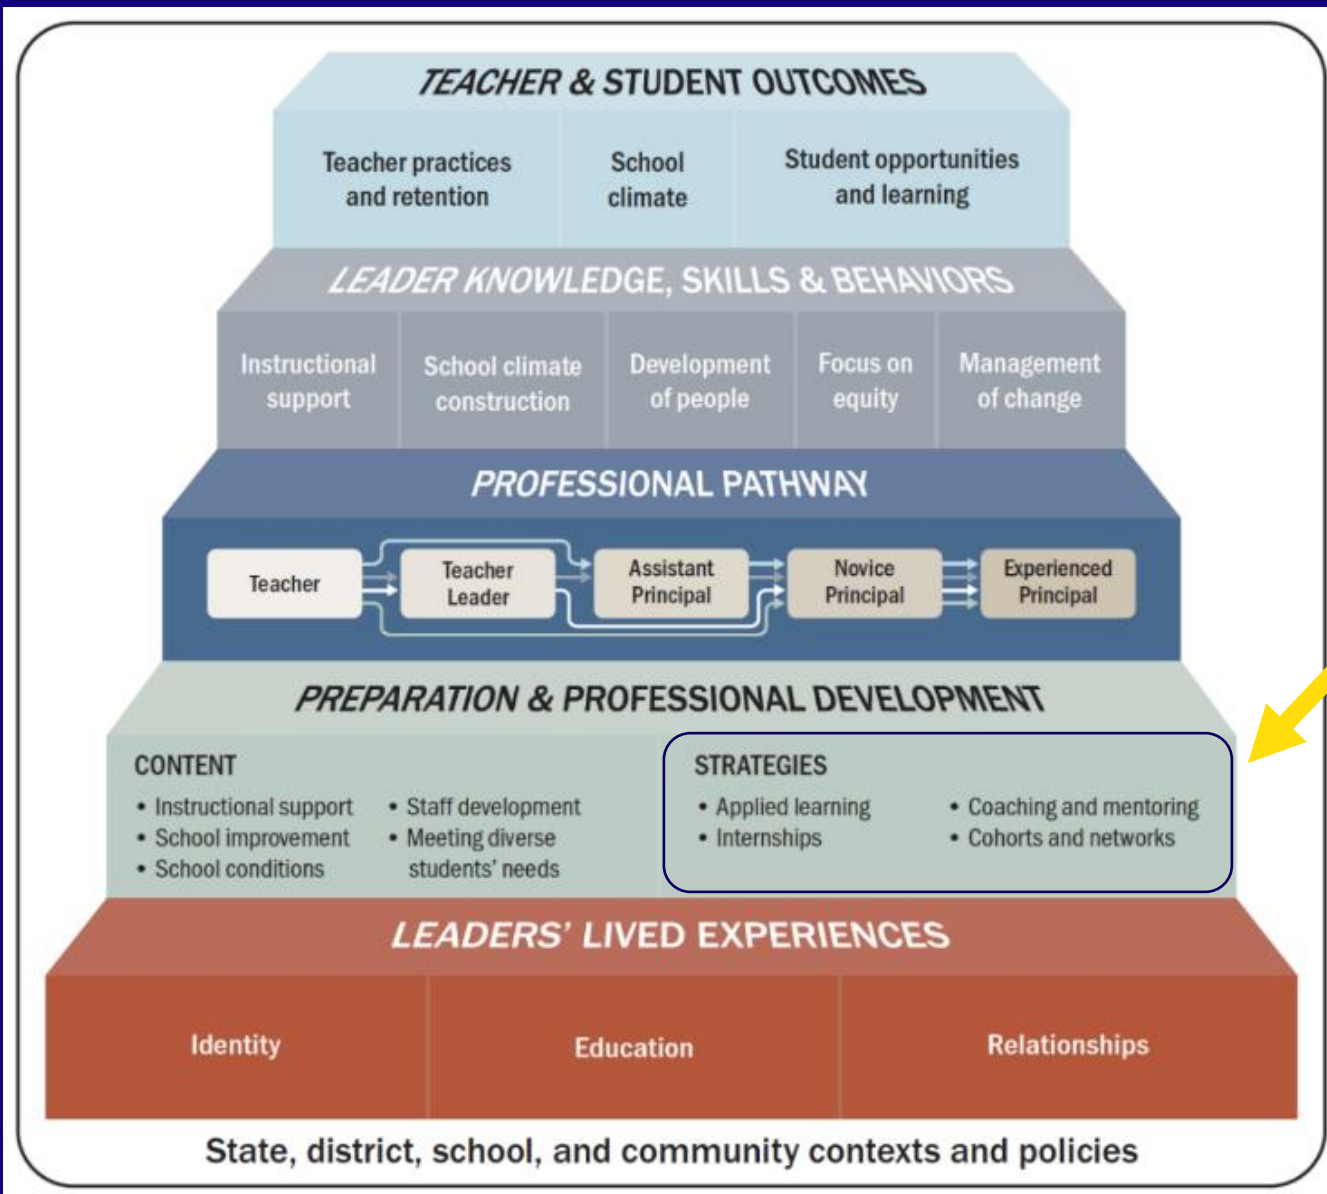 TEACHER & STUDENT OUTCOMES
Teacher practices
and retention
School
climate
Student opportunities
and learning
LEADER KNOWLEDGE, SKILLS & BEHAVIORS
Instructional
support
School climate
construction
Development
of people
Focus on
equity
Management
of change
PROFESSIONAL PATHWAY
Teacher
Teacher
Leader
Assistant
Principal
Novice
Principal
Experienced
Principal
PREPARATION & PROFESSIONAL DEVELOPMENT
CONTENT
• Instructional support
• School improvement
• School conditions
• Staff development
• Meeting diverse
students' needs
STRATEGIES
• Applied learning
• Internships
• Coaching and mentoring
• Cohorts and networks
LEADERS' LIVED EXPERIENCES
Identity
Education
Relationships
State, district, school, and community contexts and policies